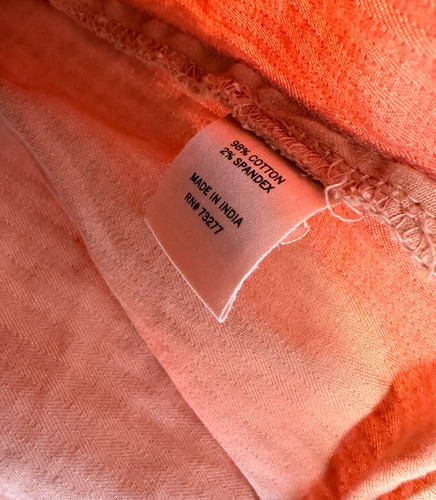 98% COTTON
2% SPANDEX
MADE IN INDIA
RN# 73277